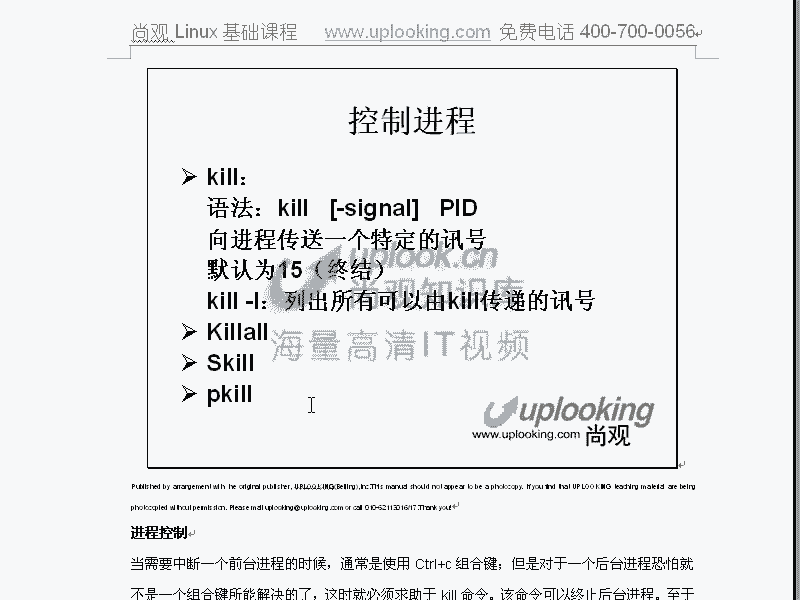 尚观 Linux 基础课程 www.uplooking.com 免费电话 400-700-0056
控制进程
kill：
语法：kill [-signal] PID
向进程传送一个特定的讯号
默认为15（终结）
kill -l：列出所有可以由kill传递的讯号
Killall
Skill
pkill
uplook.cn
尚观知识库
海量高清IT视频
uplooking
www.uplooking.com 尚观
Published by arrangement with the original publisher, UPLOOKING(Beijing),Inc.This manual should not appear to be a photocopy. If you find that UPLOOKING teaching material are being
photocopied without permission. Please mail uplooking@uplooking.com or call 010-62113016/17.Thank you!
进程控制
当需要中断一个前台进程的时候，通常是使用 Ctrl+c 组合键；但是对于一个后台进程恐怕就
不是一个组合键所能解决的了，这时就必须求助于 kill 命令。该命令可以终止后台进程。至于